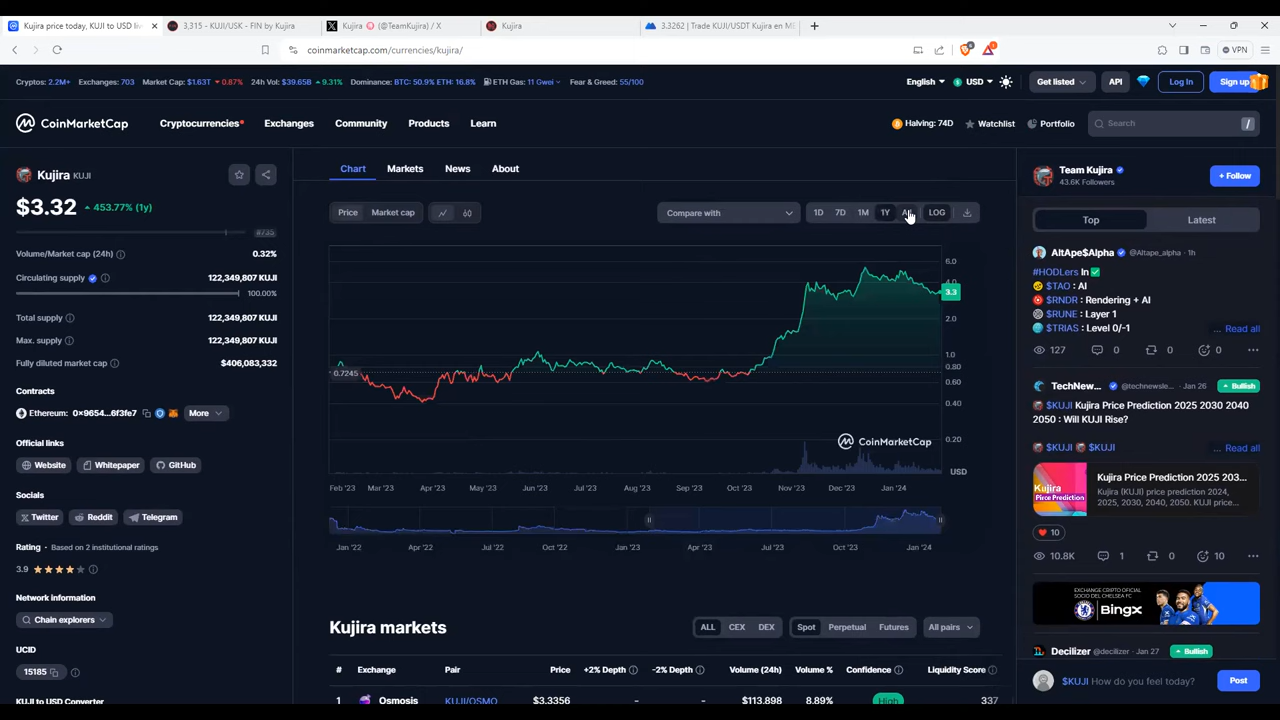 Kujira price today, KUJI to USD liv
3,315 - KUJI/USK - FIN by Kujira
Kujira (@TeamKujira) / X
Kujira
3.3262 | Trade KUJI/USDT Kujira en ME
coinmarketcap.com/currencies/kujira/
VPN
Cryptos: 2.2M+ Exchanges: 703 Market Cap: $1.63T 0.87% 24h Vol: $39.65B 9.31% Dominance: BTC: 50.9% ETH: 16.8% ETH Gas: 11 Gwei Fear & Greed: 55/100
English USD Get listed API Log In Sign up
CoinMarketCap Cryptocurrencies Exchanges Community Products Learn
Halving: 74D Watchlist Portfolio Search /
Kujira KUJI
$3.32 453.77% (1y)
#735
Volume/Market cap (24h) 0.32%
Circulating supply 122,349,807 KUJI
100.00%
Total supply 122,349,807 KUJI
Max. supply 122,349,807 KUJI
Fully diluted market cap $406,083,332
Contracts
Ethereum: 0x9654...6f3fe7 More
Official links
Website Whitepaper GitHub
Socials
Twitter Reddit Telegram
Rating · Based on 2 institutional ratings
3.9
Network information
Chain explorers
UCID
15185
KUJI to USD Converter
Chart Markets News About
Price Market cap Compare with 1D 7D 1M 1Y LOG
6.0
4.0
3.3
2.0
1.0
0.80
0.7245
0.60
0.40
0.20
CoinMarketCap
USD
Feb '23 Mar '23 Apr '23 May '23 Jun '23 Jul '23 Aug '23 Sep '23 Oct '23 Nov '23 Dec '23 Jan '24
Jan '22 Apr '22 Jul '22 Oct '22 Jan '23 Apr '23 Jul '23 Oct '23 Jan '24
Kujira markets
ALL CEX DEX Spot Perpetual Futures All pairs
# Exchange Pair Price +2% Depth -2% Depth Volume (24h) Volume % Confidence Liquidity Score
1 Osmosis KUJI/OSMO $3.3356 - - $113,898 8.89% High 337
Team Kujira
43.6K Followers
+ Follow
Top Latest
AltApe$Alpha @Altape_alpha · 1h
#HODLers In
$TAO : AI
$RNDR : Rendering + AI
$RUNE : Layer 1
$TRIAS : Level 0/-1 ... Read all
127 0 0 0
TechNew... @technewsle... · Jan 26 Bullish
$KUJI Kujira Price Prediction 2025 2030 2040
2050 : Will KUJI Rise?
$KUJI $KUJI ... Read all
Kujira
Pirce Prediction
Kujira Price Prediction 2025 203...
Kujira (KUJI) price prediction 2024,
2025, 2030, 2040, 2050. KUJI price...
10
10.8K 1 0 10
EXCHANGE CRIPTO OFICIAL
SOCIO DEL CHELSEA FC
BingX
Decilizer @decilizer · Jan 27 Bullish
$KUJI How do you feel today? Post